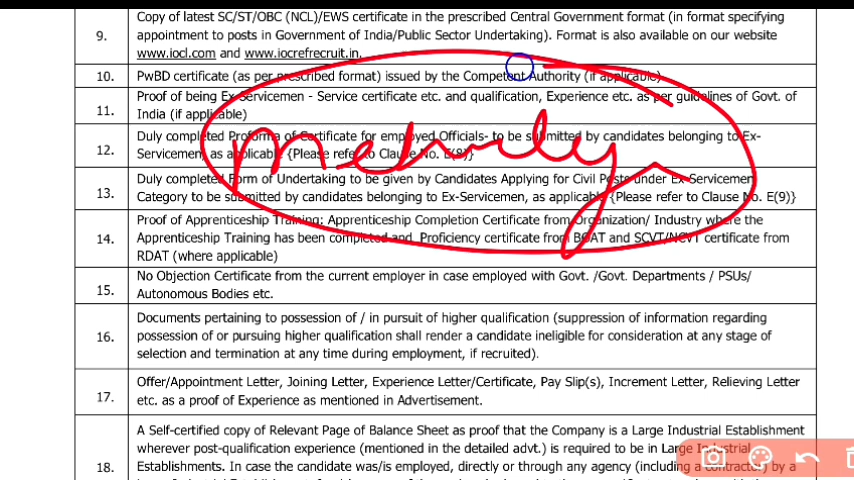 9.
Copy of latest SC/ST/OBC (NCL)/EWS certificate in the prescribed Central Government format (in format specifying
appointment to posts in Government of India/Public Sector Undertaking). Format is also available on our website
www.iocl.com and www.iocrefrecruit.in.
10. PwBD certificate (as per prescribed format) issued by the Competent Authority (if applicable)
11.
Proof of being Ex-Servicemen - Service certificate etc. and qualification, Experience etc. as per guidelines of Govt. of
India (if applicable)
12.
Duly completed Proforma of Certificate for employed Officials- to be submitted by candidates belonging to Ex-
Servicemen, as applicable {Please refer to Clause No. E(8)}
13.
Duly completed Form of Undertaking to be given by Candidates Applying for Civil Posts under Ex-Servicemen
Category to be submitted by candidates belonging to Ex-Servicemen, as applicable {Please refer to Clause No. E(9)}
14.
Proof of Apprenticeship Training: Apprenticeship Completion Certificate from Organization/ Industry where the
Apprenticeship Training has been completed and Proficiency certificate from BOAT and SCVT/NCVT certificate from
RDAT (where applicable)
15.
No Objection Certificate from the current employer in case employed with Govt. /Govt. Departments / PSUs/
Autonomous Bodies etc.
16.
Documents pertaining to possession of / in pursuit of higher qualification (suppression of information regarding
possession of or pursuing higher qualification shall render a candidate ineligible for consideration at any stage of
selection and termination at any time during employment, if recruited).
17.
Offer/Appointment Letter, Joining Letter, Experience Letter/Certificate, Pay Slip(s), Increment Letter, Relieving Letter
etc. as a proof of Experience as mentioned in Advertisement.
18.
A Self-certified copy of Relevant Page of Balance Sheet as proof that the Company is a Large Industrial Establishment
wherever post-qualification experience (mentioned in the detailed advt.) is required to be in Large Industrial
Establishments. In case the candidate was/is employed, directly or through any agency (including a contractor) by a